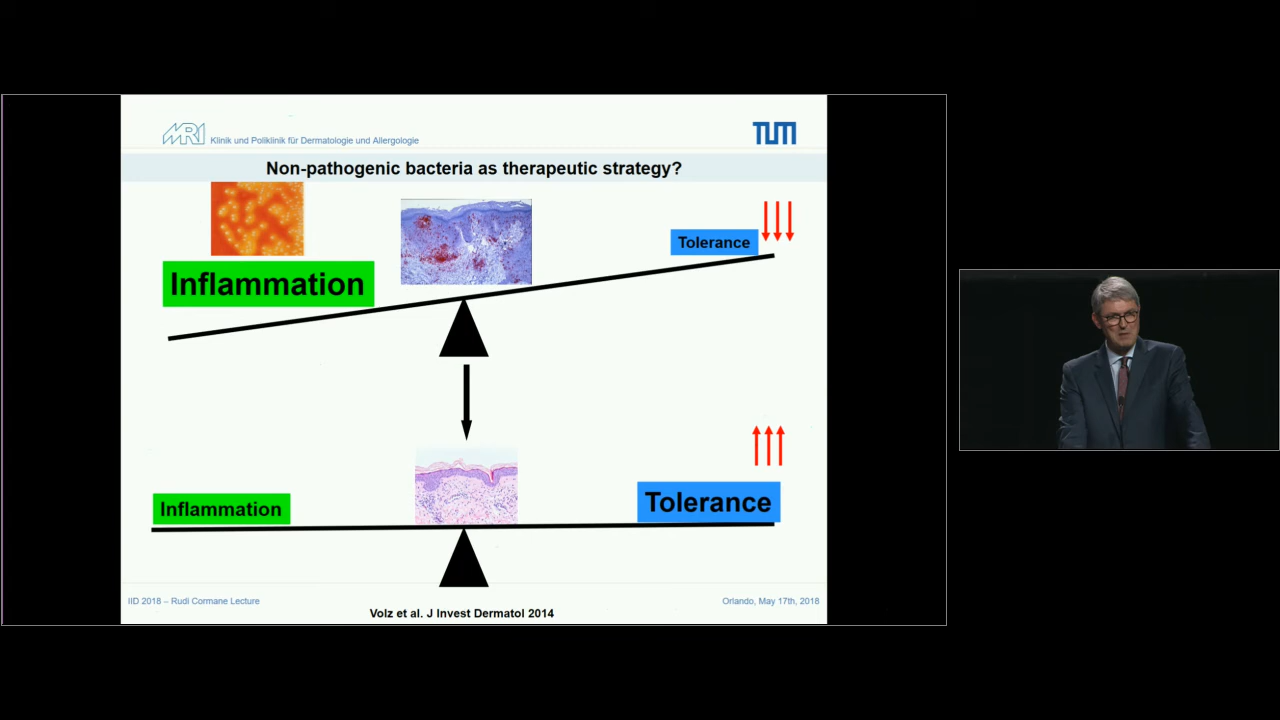 MRI Klinik und Poliklinik für Dermatologie und Allergologie
TUM
Non-pathogenic bacteria as therapeutic strategy?
Tolerance
Inflammation
Inflammation
Tolerance
IID 2018 – Rudi Cormane Lecture
Orlando, May 17th, 2018
Volz et al. J Invest Dermatol 2014